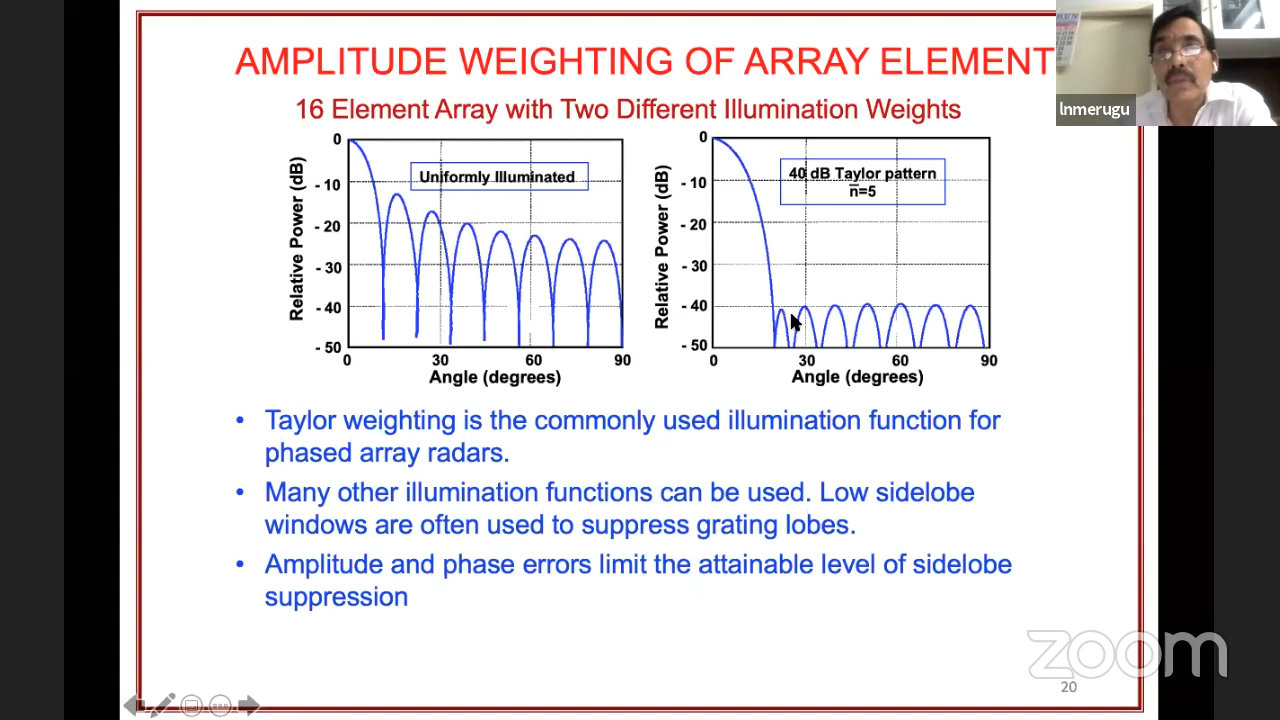 AMPLITUDE WEIGHTING OF ARRAY ELEMENT
lnmerugu
16 Element Array with Two Different Illumination Weights
Relative Power (dB)
0
- 10
- 20
- 30
- 40
- 50
Uniformly Illuminated
0
30
60
90
Angle (degrees)
Relative Power (dB)
0
- 10
- 20
- 30
- 40
- 50
40 dB Taylor pattern
n̅=5
0
30
60
90
Angle (degrees)
• Taylor weighting is the commonly used illumination function for
phased array radars.
• Many other illumination functions can be used. Low sidelobe
windows are often used to suppress grating lobes.
• Amplitude and phase errors limit the attainable level of sidelobe
suppression
zoom
20